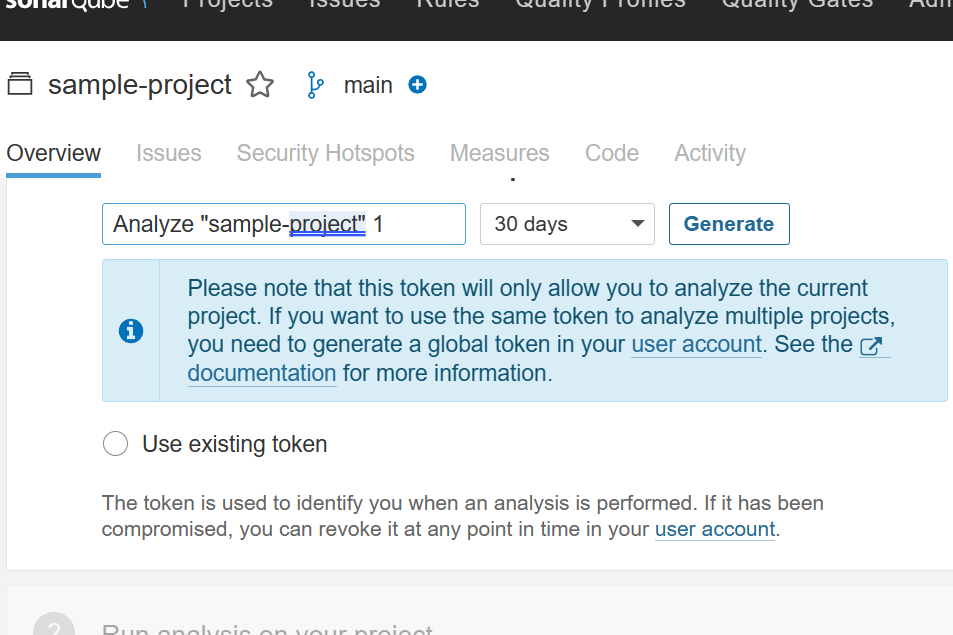 sonarQube Projects Issues Rules Quality Profiles Quality Gates
sample-project main
Overview Issues Security Hotspots Measures Code Activity
Analyze "sample-project" 1 30 days Generate
Please note that this token will only allow you to analyze the current
project. If you want to use the same token to analyze multiple projects,
you need to generate a global token in your user account. See the
documentation for more information.
Use existing token
The token is used to identify you when an analysis is performed. If it has been
compromised, you can revoke it at any point in time in your user account.
2 Run analysis on your project